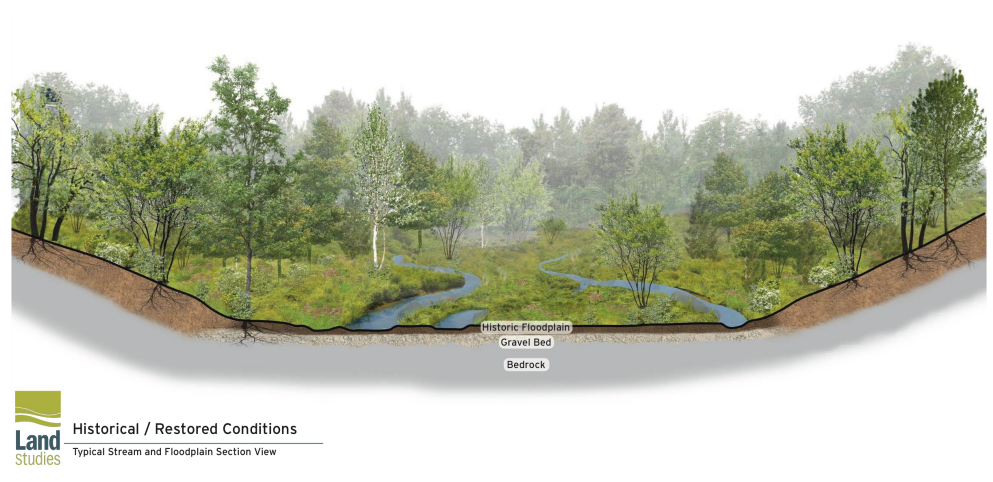 Historic Floodplain
Gravel Bed
Bedrock
Land
Studies
Historical / Restored Conditions
Typical Stream and Floodplain Section View